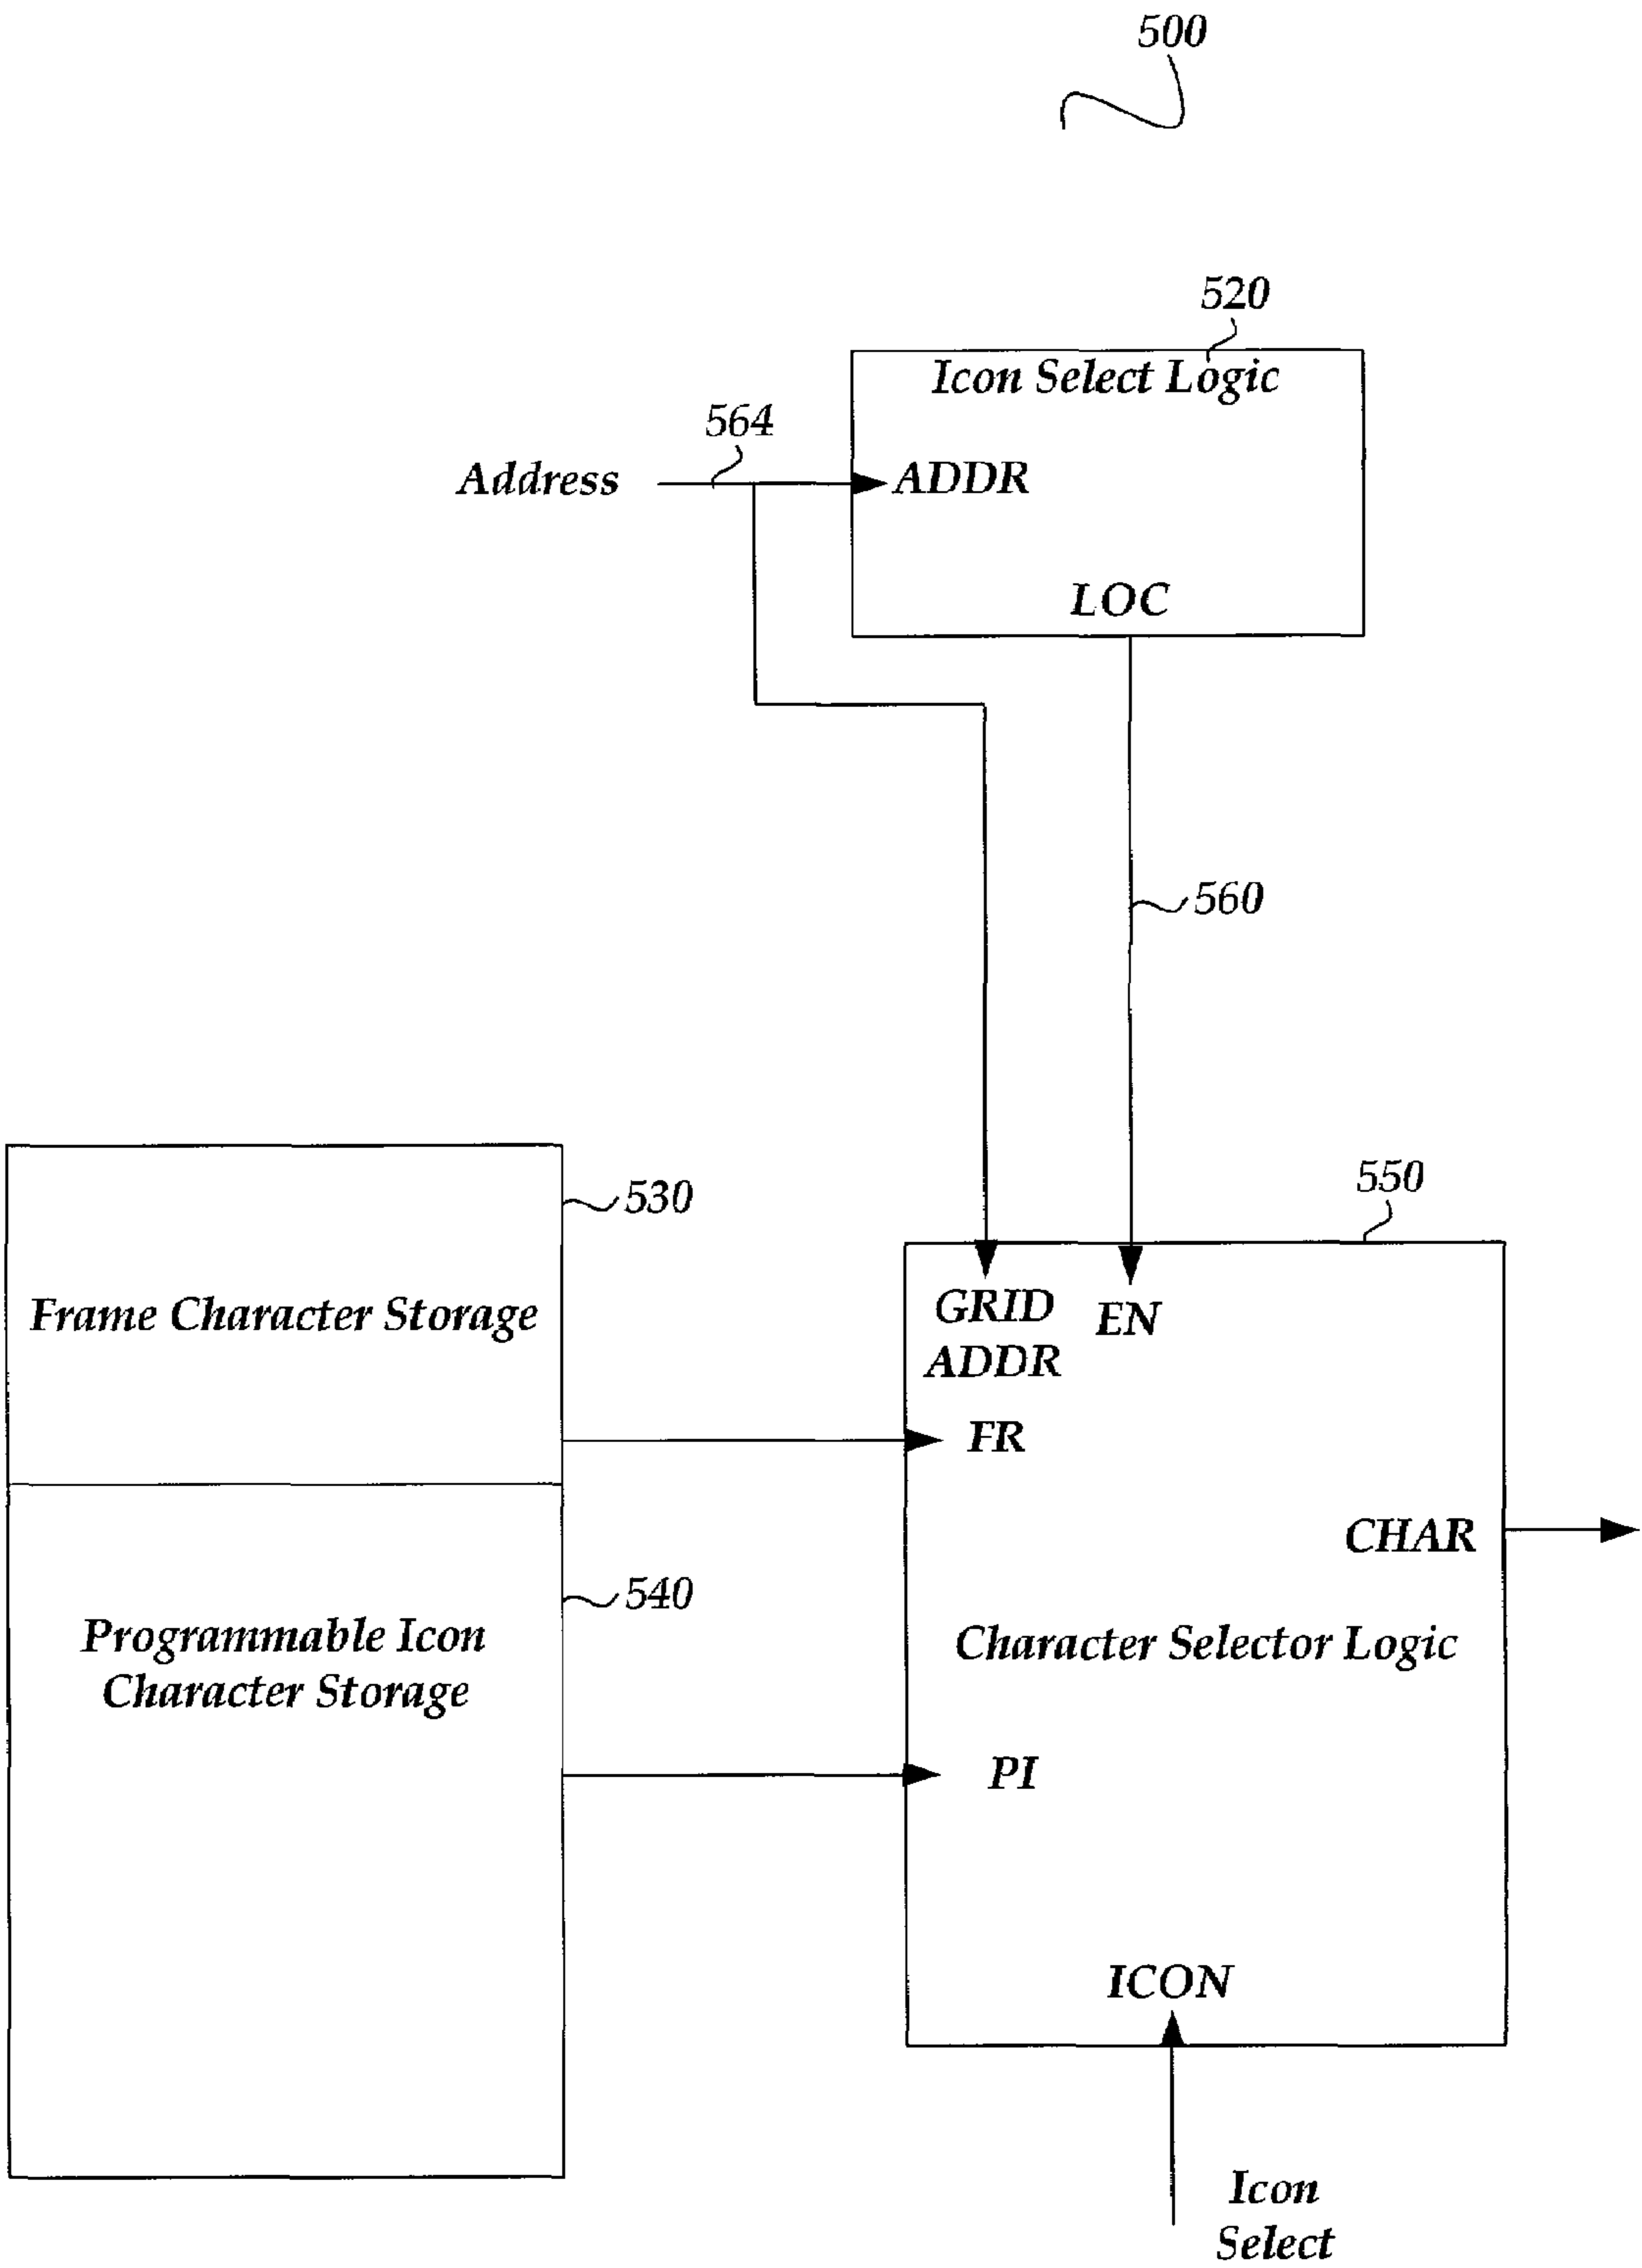 500
520
Icon Select Logic
564
Address
ADDR
LOC
560
530
550
Frame Character Storage
GRID
ADDR
EN
FR
CHAR
540
Programmable Icon
Character Storage
Character Selector Logic
PI
ICON
Icon
Select